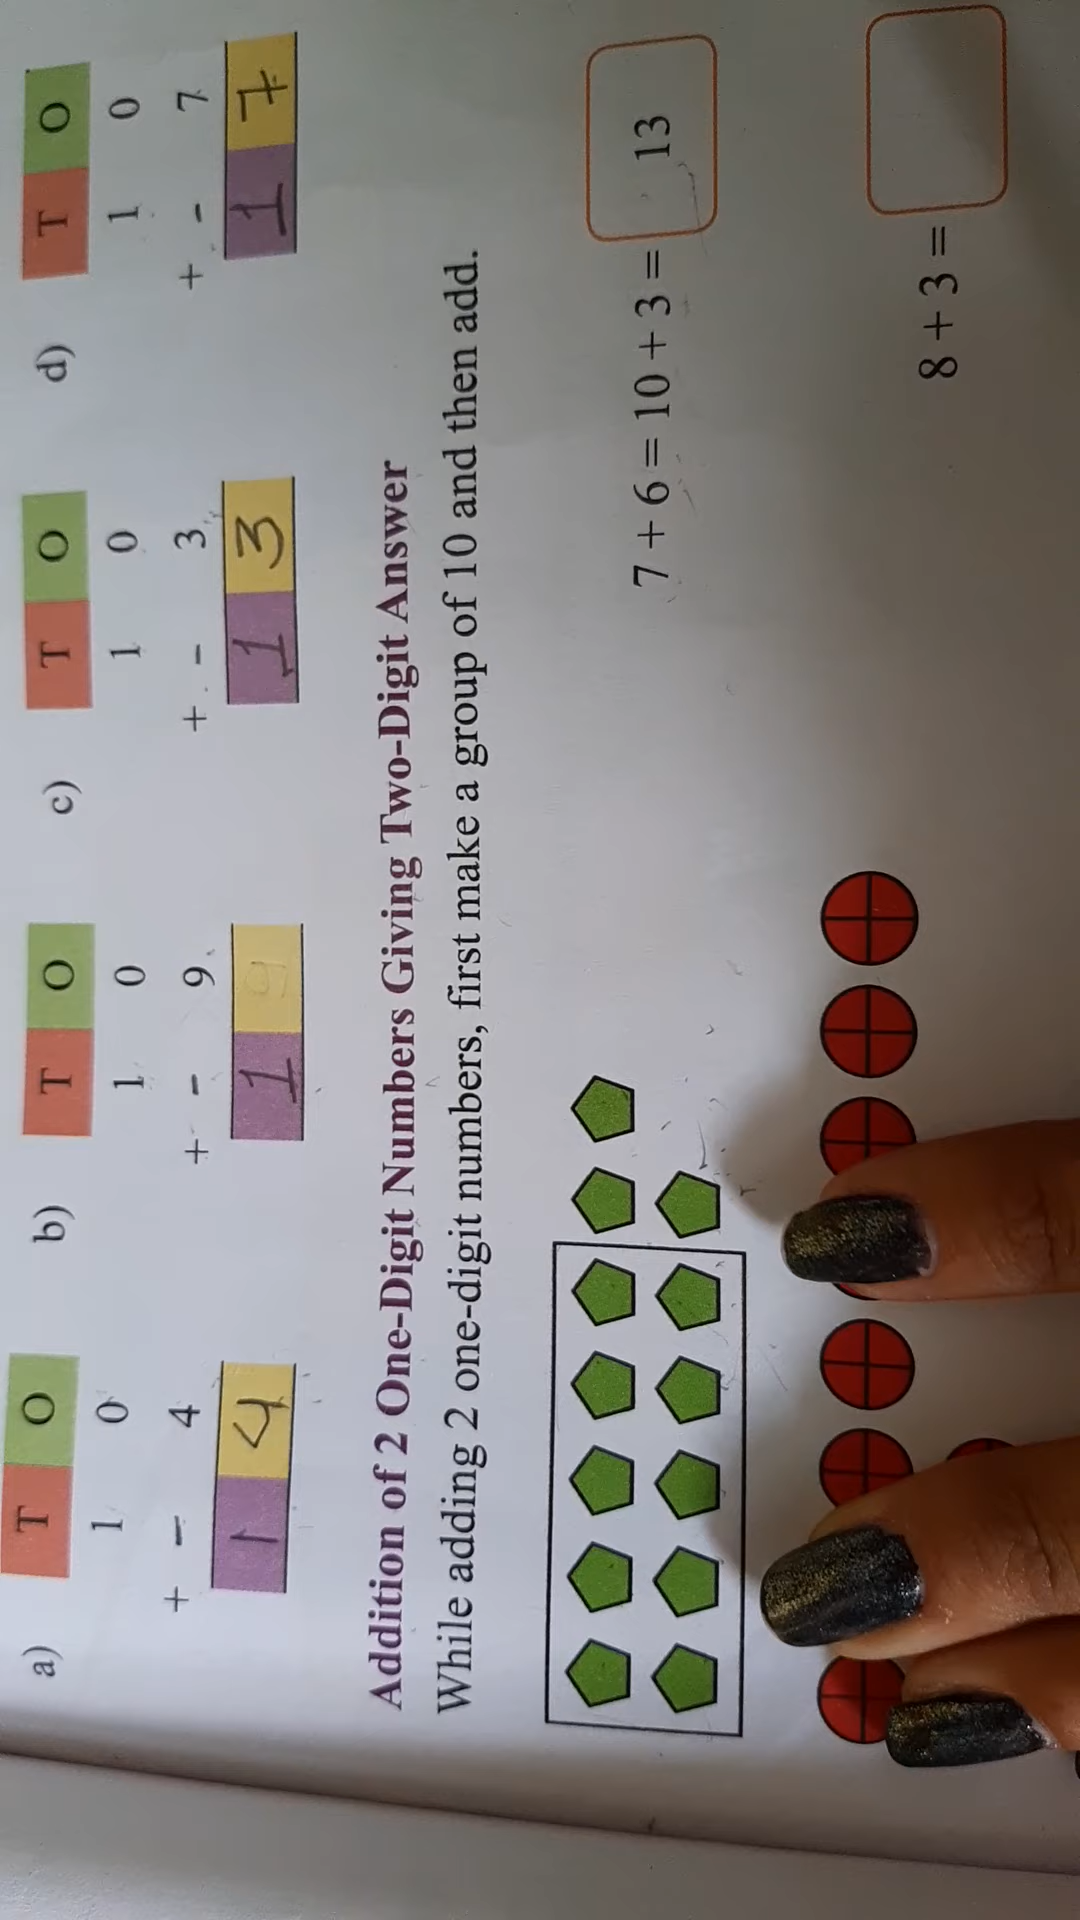 a) b) c) d)
T O T O T O T O
1 0 1 0 1 0 1 0
+ - 4 + - 9 + - 3 + - 7
1 4 1 9 1 3 1 7
Addition of 2 One-Digit Numbers Giving Two-Digit Answer
While adding 2 one-digit numbers, first make a group of 10 and then add.
7 + 6 = 10 + 3 = 13
8 + 3 =